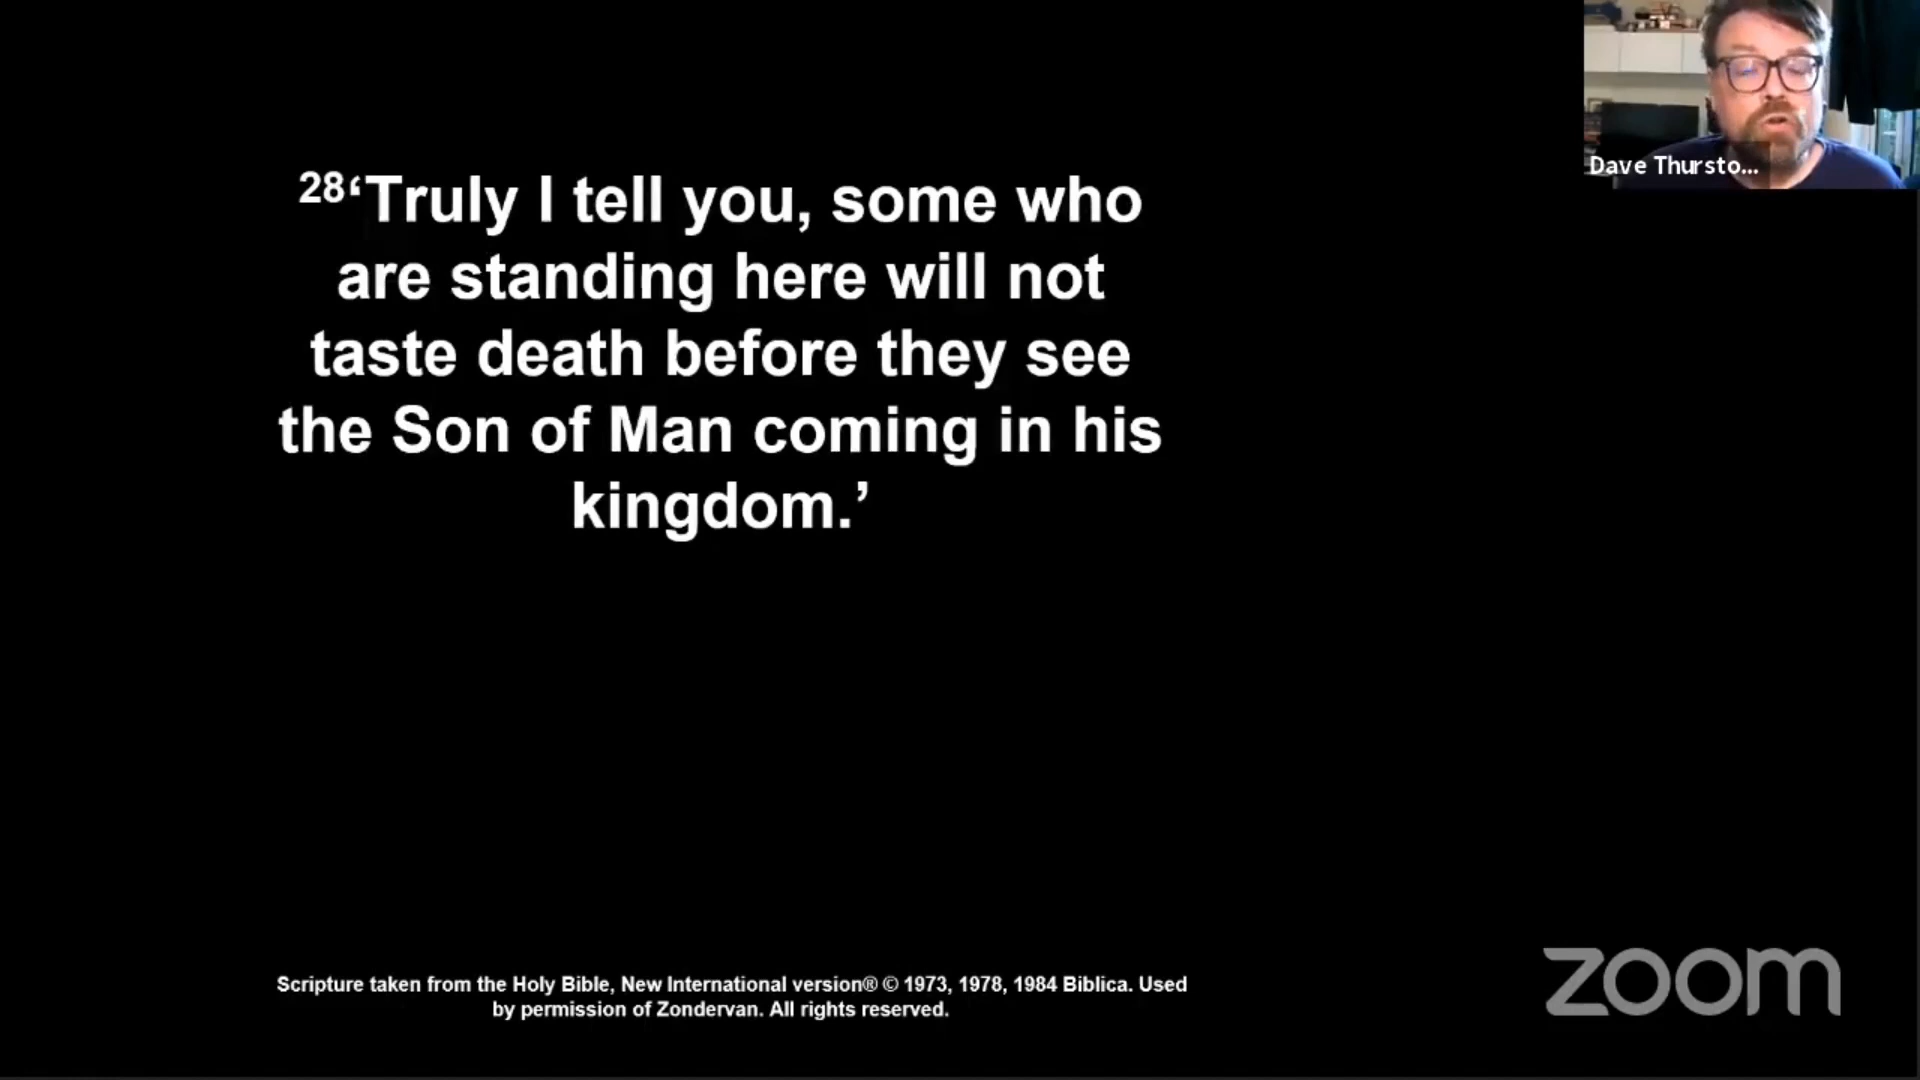 28‘Truly I tell you, some who
are standing here will not
taste death before they see
the Son of Man coming in his
kingdom.’
Dave Thursto...
Scripture taken from the Holy Bible, New International version® © 1973, 1978, 1984 Biblica. Used
by permission of Zondervan. All rights reserved.
zoom